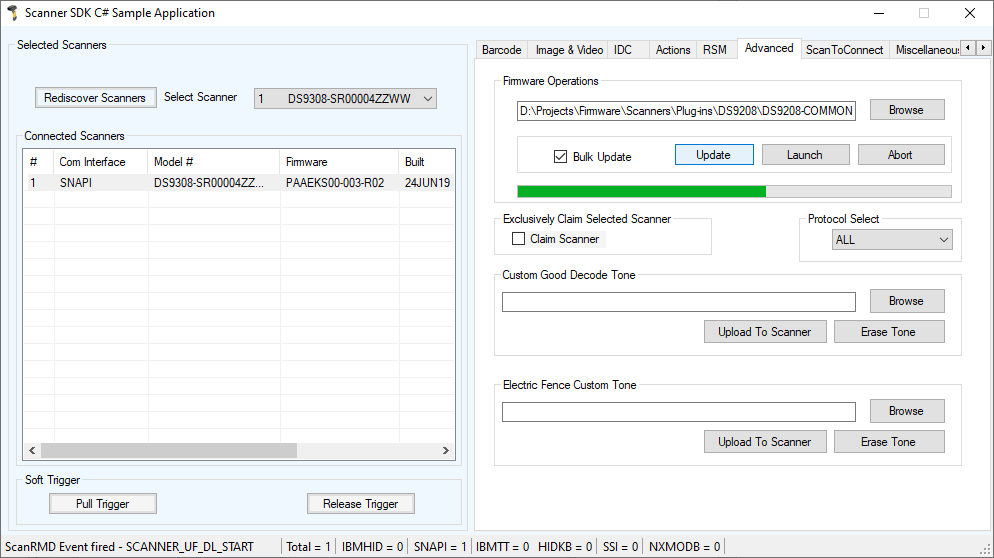 Scanner SDK C# Sample Application
Selected Scanners
Rediscover Scanners Select Scanner 1 DS9308-SR00004ZZWW
Connected Scanners
# Com Interface Model # Firmware Built
1 SNAPI DS9308-SR00004ZZ... PAAEKS00-003-R02 24JUN19
Soft Trigger
Pull Trigger Release Trigger
Barcode Image & Video IDC Actions RSM Advanced ScanToConnect Miscellaneous
Firmware Operations
D:\Projects\Firmware\Scanners\Plug-ins\DS9208\DS9208-COMMON Browse
Bulk Update Update Launch Abort
Exclusively Claim Selected Scanner
Claim Scanner
Protocol Select
ALL
Custom Good Decode Tone
Browse
Upload To Scanner Erase Tone
Electric Fence Custom Tone
Browse
Upload To Scanner Erase Tone
ScanRMD Event fired - SCANNER_UF_DL_START Total = 1 IBMHID = 0 SNAPI = 1 IBMTT = 0 HIDKB = 0 SSI = 0 NXMODB = 0